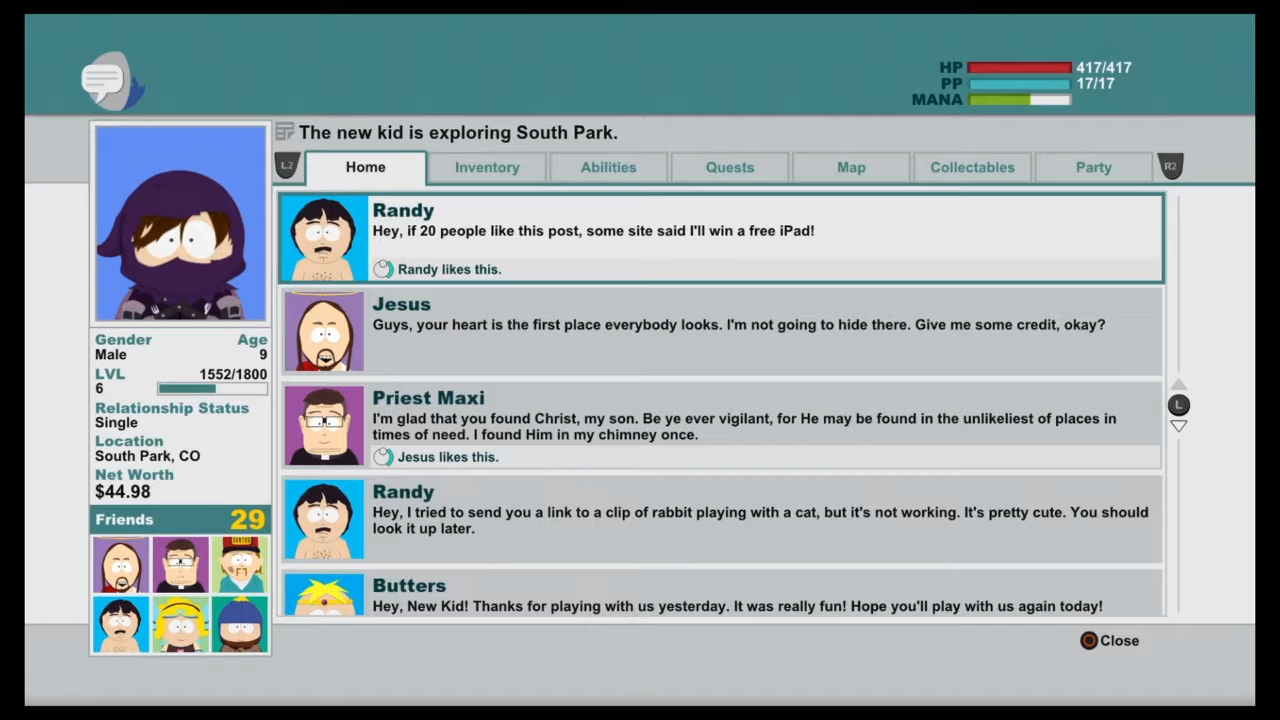 HP 417/417
PP 17/17
MANA
The new kid is exploring South Park.
L2 Home Inventory Abilities Quests Map Collectables Party R2
Gender Age
Male 9
LVL 1552/1800
6
Relationship Status
Single
Location
South Park, CO
Net Worth
$44.98
Friends 29
Randy
Hey, if 20 people like this post, some site said I'll win a free iPad!
Randy likes this.
Jesus
Guys, your heart is the first place everybody looks. I'm not going to hide there. Give me some credit, okay?
Priest Maxi
I'm glad that you found Christ, my son. Be ye ever vigilant, for He may be found in the unlikeliest of places in
times of need. I found Him in my chimney once.
Jesus likes this.
Randy
Hey, I tried to send you a link to a clip of rabbit playing with a cat, but it's not working. It's pretty cute. You should
look it up later.
Butters
Hey, New Kid! Thanks for playing with us yesterday. It was really fun! Hope you'll play with us again today!
L
Close